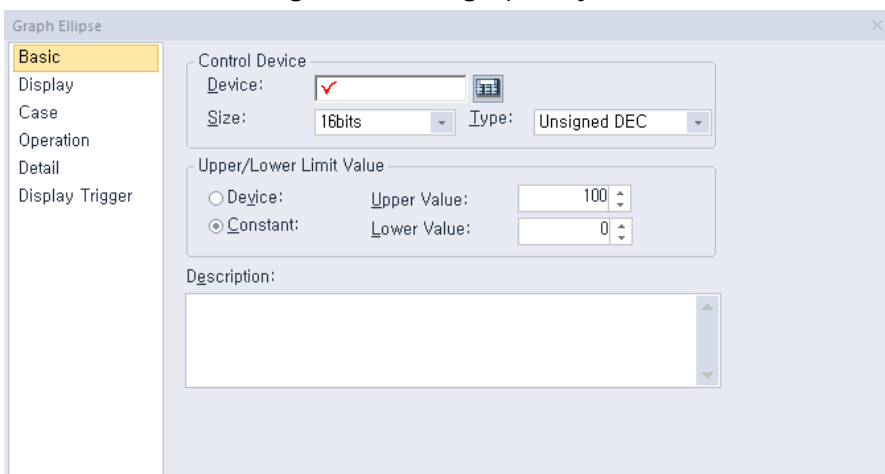 Graph Ellipse
Basic
Display
Case
Operation
Detail
Display Trigger
Control Device
Device:
Size: 16bits Type: Unsigned DEC
Upper/Lower Limit Value
Device: Upper Value: 100
Constant: Lower Value: 0
Description: